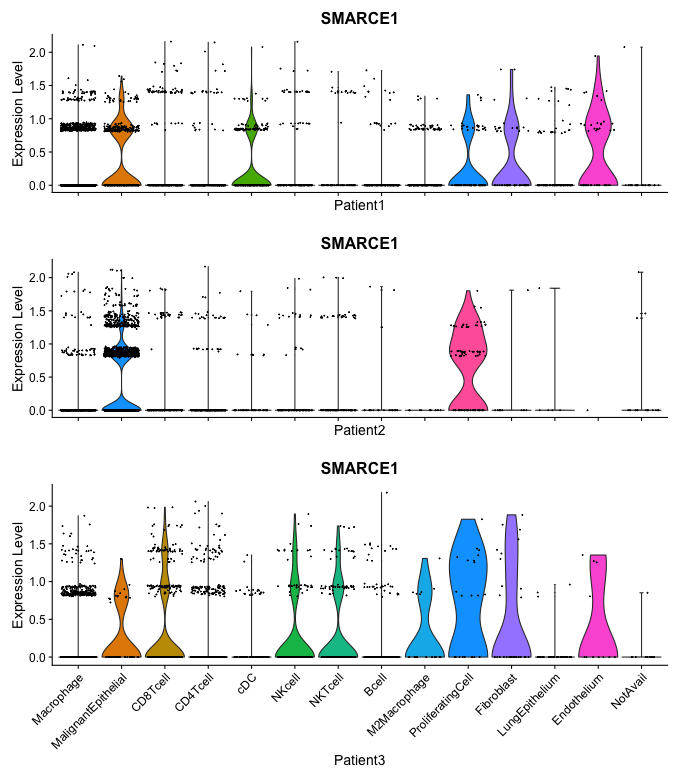 SMARCE1
Expression Level
2.0
1.5
1.0
0.5
0.0
Patient1
SMARCE1
Expression Level
2.0
1.5
1.0
0.5
0.0
Patient2
SMARCE1
Expression Level
2.0
1.5
1.0
0.5
0.0
Macrophage
MalignantEpithelial
CD8Tcell
CD4Tcell
cDC
NKcell
NKTcell
Bcell
M2Macrophage
ProliferatingCell
Fibroblast
LungEpithelium
Endothelium
NotAvail
Patient3